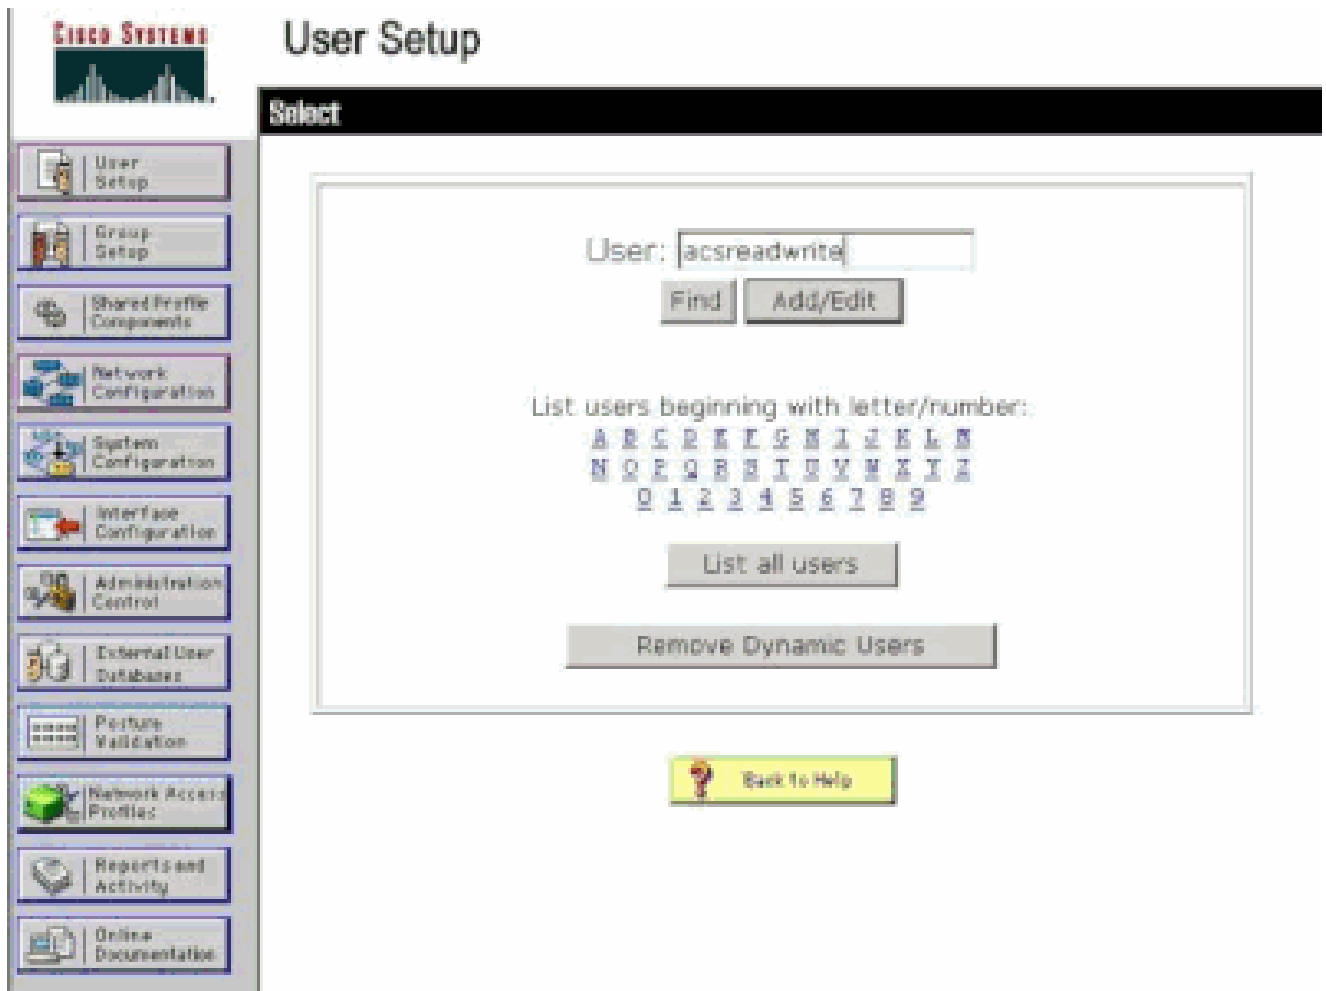 CISCO SYSTEMS
User Setup
Select
User
Setup
Group
Setup
Shared Profile
Components
Network
Configuration
System
Configuration
Interface
Configuration
Administration
Control
External User
Databases
Posture
Validation
Network Access
Profiles
Reports and
Activity
Online
Documentation
User: acsreadwrite
Find Add/Edit
List users beginning with letter/number:
A B C D E F G H I J K L M
N O P Q R S T U V W X Y Z
0 1 2 3 4 5 6 7 8 9
List all users
Remove Dynamic Users
? Back to Help